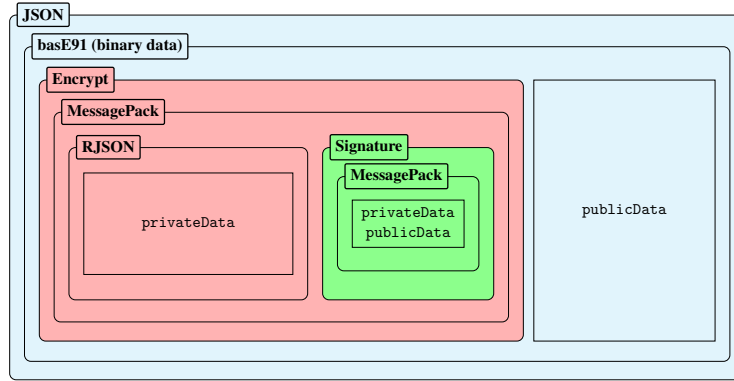 JSON
basE91 (binary data)
Encrypt
MessagePack
RJSON
privateData
Signature
MessagePack
privateData
publicData
publicData